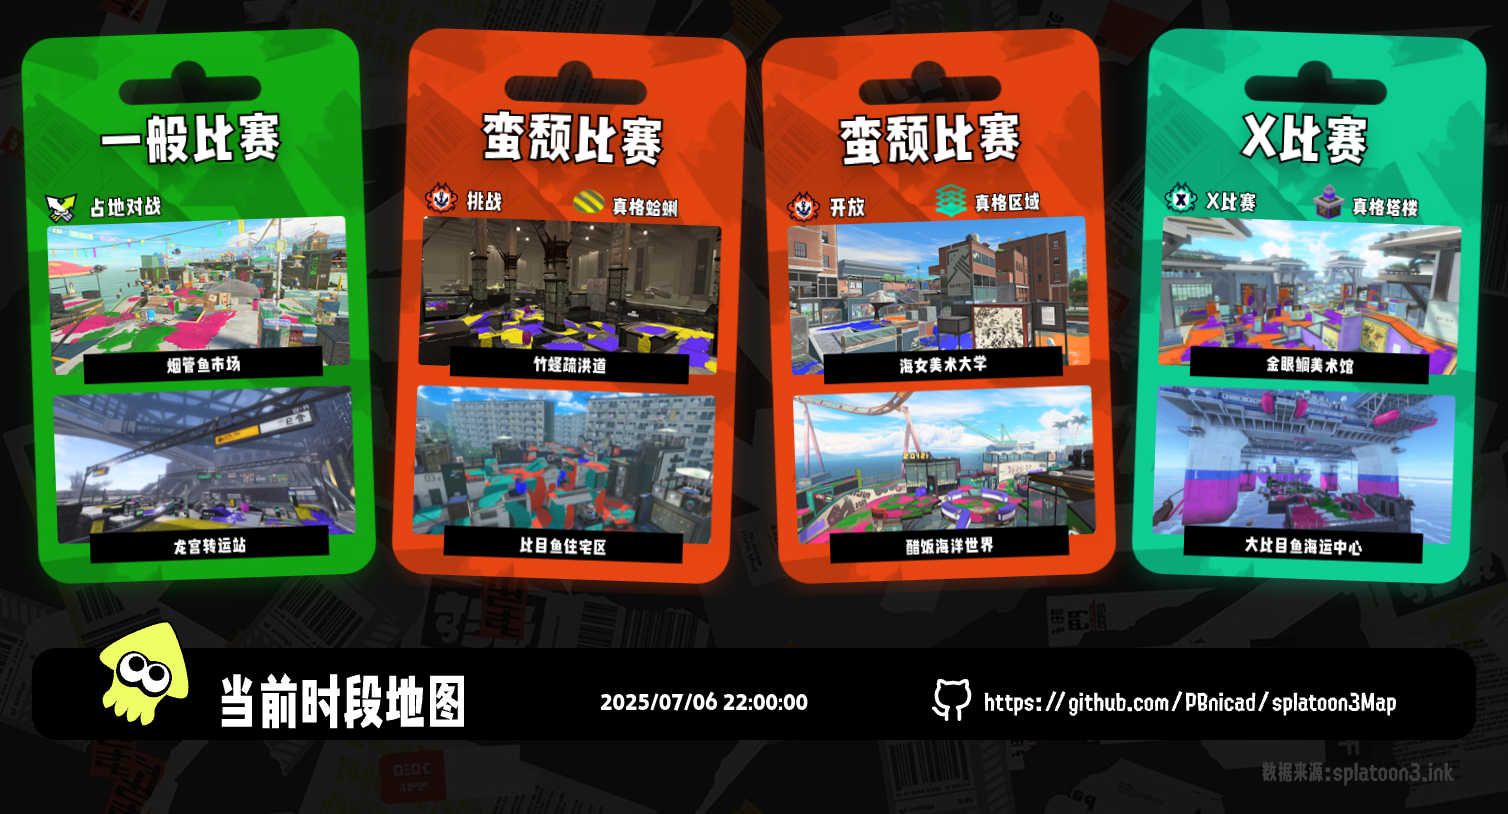 一般比赛
占地对战
烟管鱼市场
龙宫转运站
蛮颓比赛
挑战
真格蛤蜊
竹蛏疏洪道
比目鱼住宅区
蛮颓比赛
开放
真格区域
海女美术大学
醋饭海洋世界
X比赛
X比赛
真格塔楼
金眼鲷美术馆
大比目鱼海运中心
当前时段地图
2025/07/06 22:00:00
https://github.com/PBnicad/splatoon3Map
数据来源:splatoon3.ink